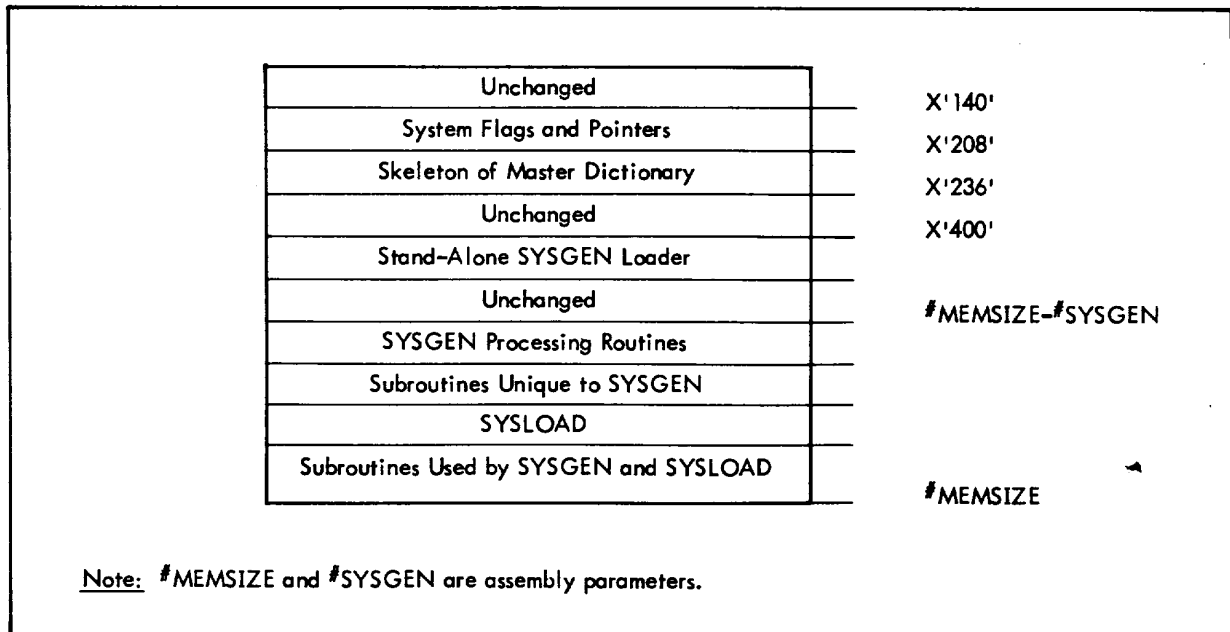 Unchanged
X'140'
System Flags and Pointers
X'208'
Skeleton of Master Dictionary
X'236'
Unchanged
X'400'
Stand-Alone SYSGEN Loader
Unchanged
#MEMSIZE-#SYSGEN
SYSGEN Processing Routines
Subroutines Unique to SYSGEN
SYSLOAD
Subroutines Used by SYSGEN and SYSLOAD
#MEMSIZE
Note: #MEMSIZE and #SYSGEN are assembly parameters.